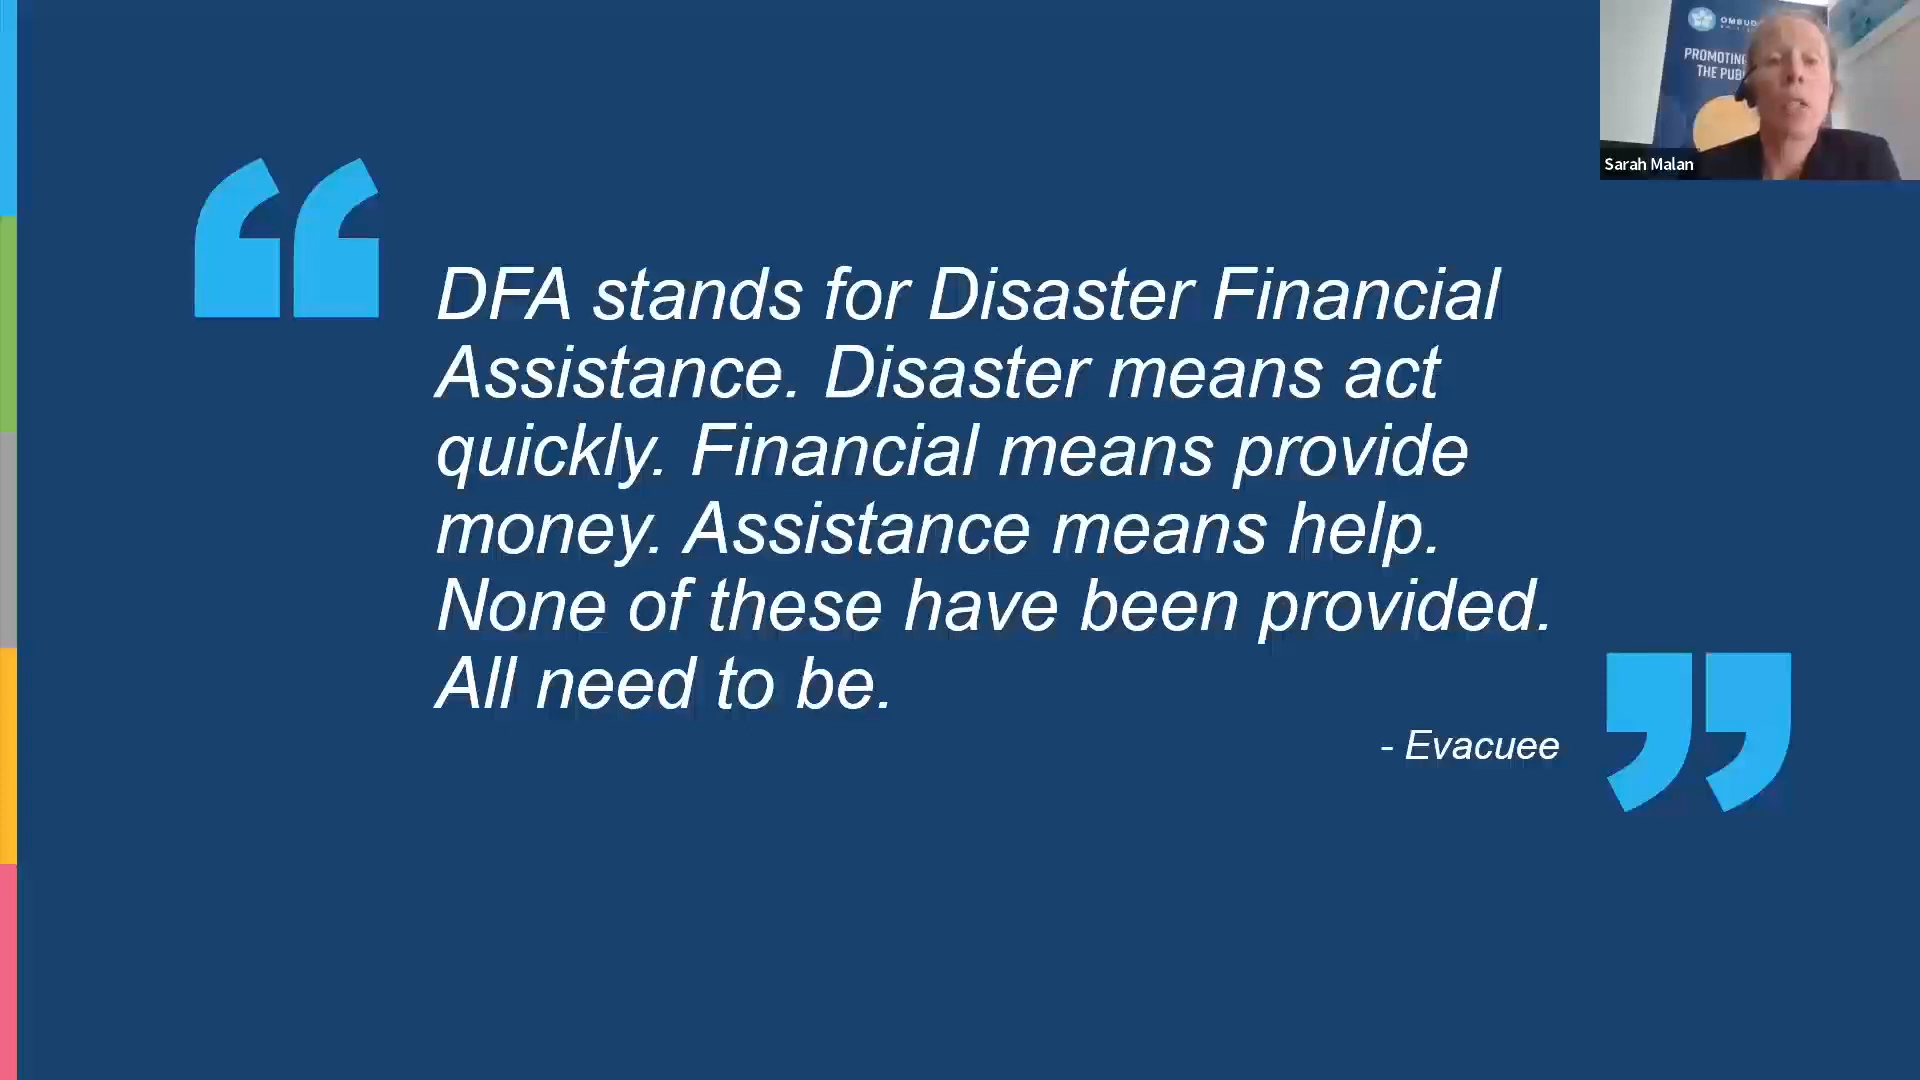 OMBUD
PROMOTING
THE PUB
Sarah Malan
DFA stands for Disaster Financial
Assistance. Disaster means act
quickly. Financial means provide
money. Assistance means help.
None of these have been provided.
All need to be.
- Evacuee